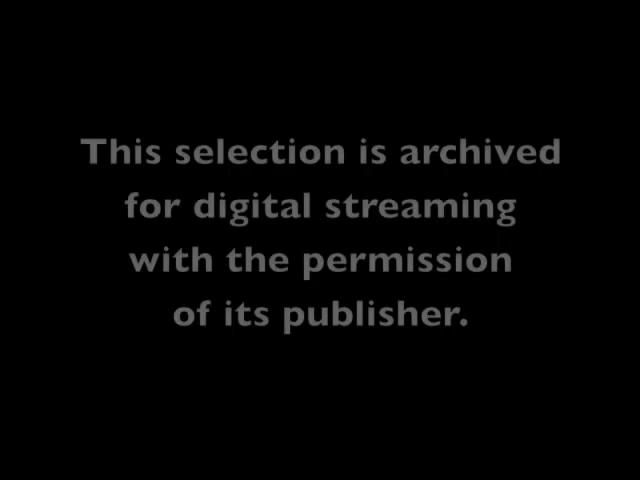 This selection is archived
for digital streaming
with the permission
of its publisher.